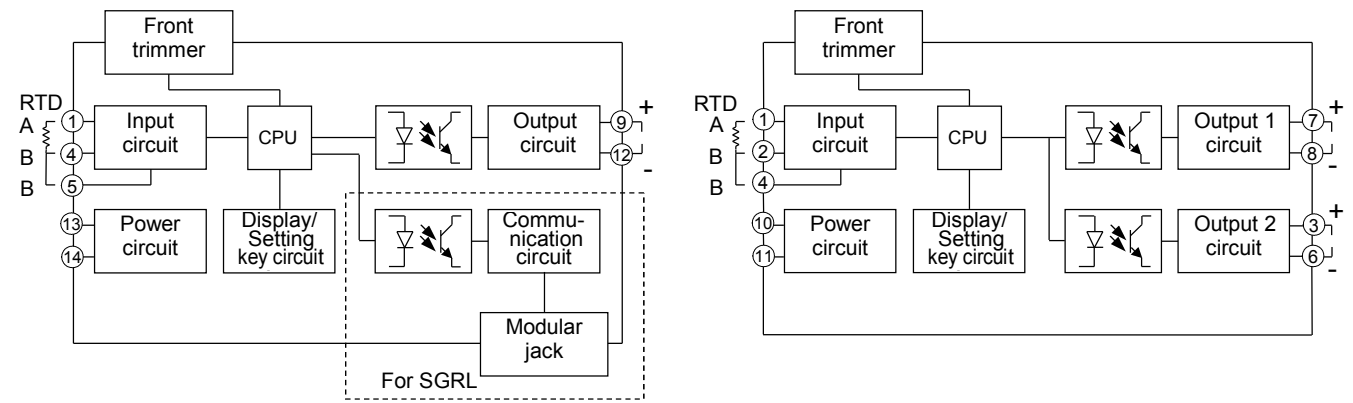 Front
trimmer
RTD
A
B
B
1
4
5
13
14
Input
circuit
CPU
Output
circuit
9
12
+
-
Power
circuit
Display/
Setting
key circuit
Commu-
nication
circuit
Modular
jack
For SGRL
Front
trimmer
RTD
A
B
B
1
2
4
10
11
Input
circuit
CPU
Output 1
circuit
7
8
+
-
Power
circuit
Display/
Setting
key circuit
Output 2
circuit
3
6
+
-